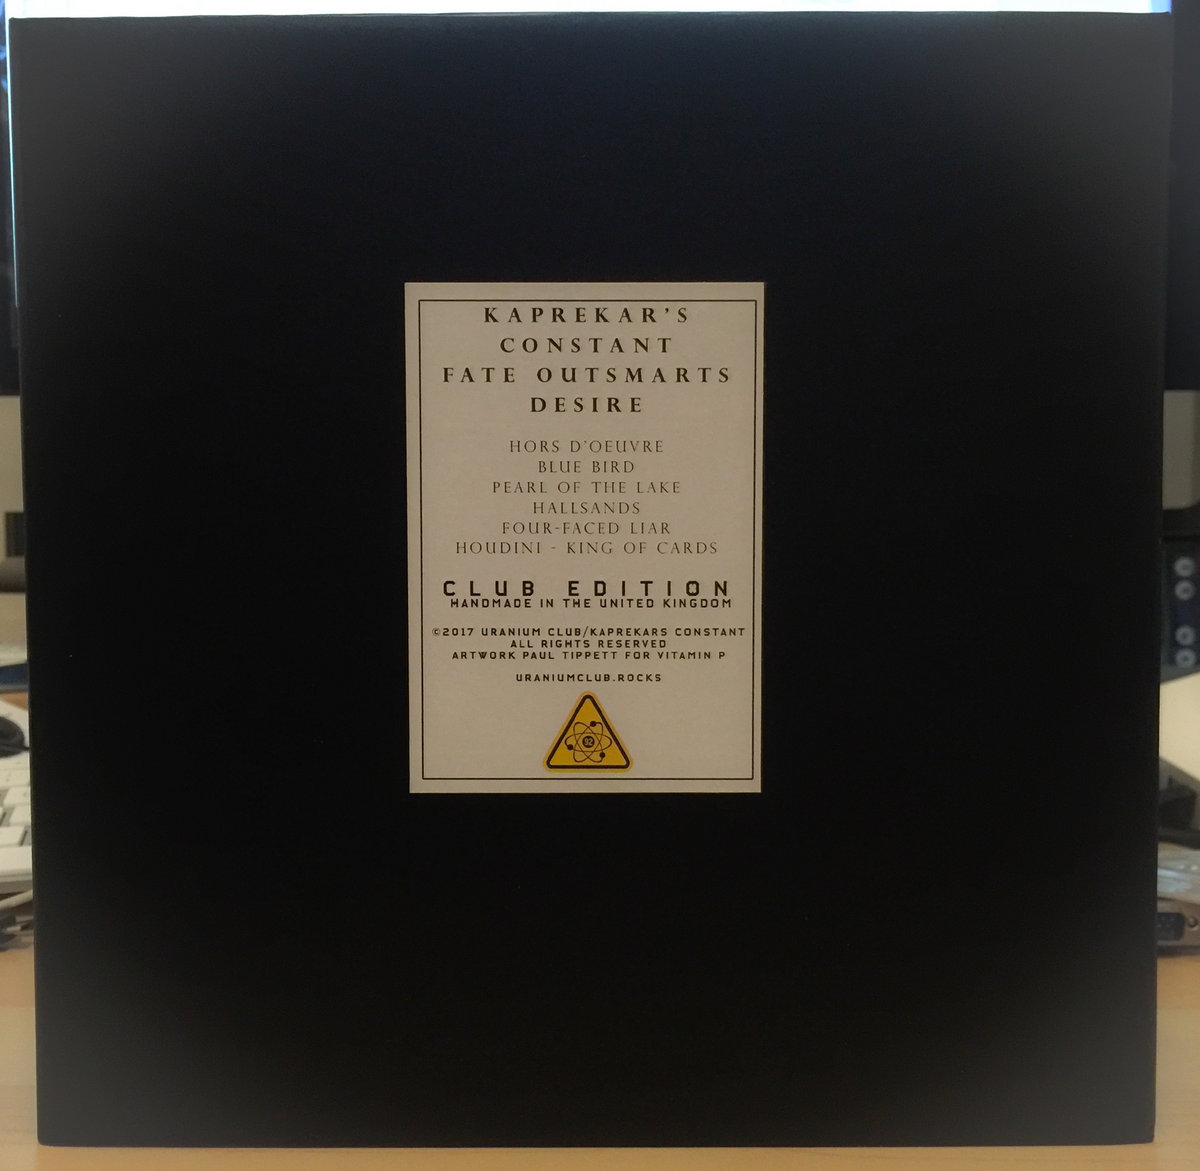 KAPREKAR'S
CONSTANT
FATE OUTSMARTS
DESIRE
HORS D'OEUVRE
BLUE BIRD
PEARL OF THE LAKE
HALLSANDS
FOUR-FACED LIAR
HOUDINI - KING OF CARDS
CLUB EDITION
HANDMADE IN THE UNITED KINGDOM
©2017 URANIUM CLUB/KAPREKARS CONSTANT
ALL RIGHTS RESERVED
ARTWORK PAUL TIPPETT FOR VITAMIN P
URANIUMCLUB.ROCKS
92